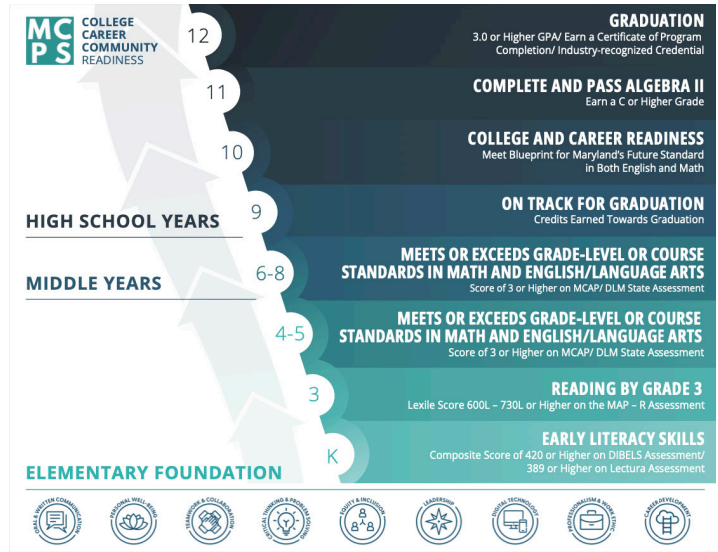 MC
PS
COLLEGE
CAREER
COMMUNITY
READINESS
12
GRADUATION
3.0 or Higher GPA/ Earn a Certificate of Program
Completion/ Industry-recognized Credential
11
COMPLETE AND PASS ALGEBRA II
Earn a C or Higher Grade
10
COLLEGE AND CAREER READINESS
Meet Blueprint for Maryland's Future Standard
in Both English and Math
HIGH SCHOOL YEARS
9
ON TRACK FOR GRADUATION
Credits Earned Towards Graduation
MIDDLE YEARS
6-8
MEETS OR EXCEEDS GRADE-LEVEL OR COURSE
STANDARDS IN MATH AND ENGLISH/LANGUAGE ARTS
Score of 3 or Higher on MCAP/ DLM State Assessment
4-5
MEETS OR EXCEEDS GRADE-LEVEL OR COURSE
STANDARDS IN MATH AND ENGLISH/LANGUAGE ARTS
Score of 3 or Higher on MCAP/ DLM State Assessment
3
READING BY GRADE 3
Lexile Score 600L – 730L or Higher on the MAP – R Assessment
K
EARLY LITERACY SKILLS
Composite Score of 420 or Higher on DIBELS Assessment/
389 or Higher on Lectura Assessment
ELEMENTARY FOUNDATION
ORAL & WRITTEN COMMUNICATION
PERSONAL WELL-BEING
TEAMWORK & COLLABORATION
CRITICAL THINKING & PROBLEM SOLVING
EQUITY & INCLUSION
LEADERSHIP
DIGITAL TECHNOLOGY
PROFESSIONALISM & WORK ETHIC
CAREER DEVELOPMENT